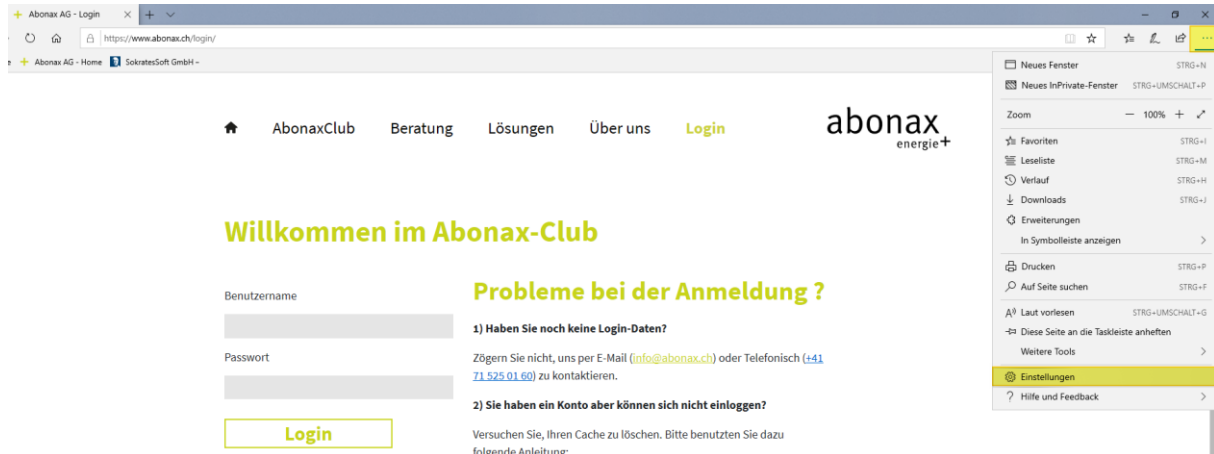 Abonax AG - Login
https://www.abonax.ch/login/
Abonax AG - Home SokratesSoft GmbH –
AbonaxClub Beratung Lösungen Über uns Login
abonax
energie+
Willkommen im Abonax-Club
Benutzername
Passwort
Login
Probleme bei der Anmeldung ?
1) Haben Sie noch keine Login-Daten?
Zögern Sie nicht, uns per E-Mail (info@abonax.ch) oder Telefonisch (+41
71 525 01 60) zu kontaktieren.
2) Sie haben ein Konto aber können sich nicht einloggen?
Versuchen Sie, Ihren Cache zu löschen. Bitte benutzten Sie dazu
folgende Anleitung:
Neues Fenster STRG+N
Neues InPrivate-Fenster STRG+UMSCHALT+P
Zoom — 100% +
Favoriten STRG+I
Leseliste STRG+M
Verlauf STRG+H
Downloads STRG+J
Erweiterungen
In Symbolleiste anzeigen
Drucken STRG+P
Auf Seite suchen STRG+F
Laut vorlesen STRG+UMSCHALT+G
Diese Seite an die Taskleiste anheften
Weitere Tools
Einstellungen
Hilfe und Feedback